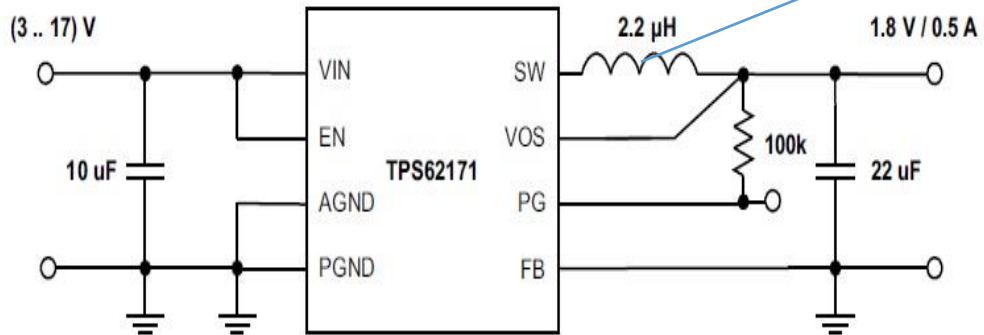 (3 .. 17) V
2.2 µH
1.8 V / 0.5 A
VIN
SW
EN
VOS
10 uF
TPS62171
100k
22 uF
AGND
PG
PGND
FB